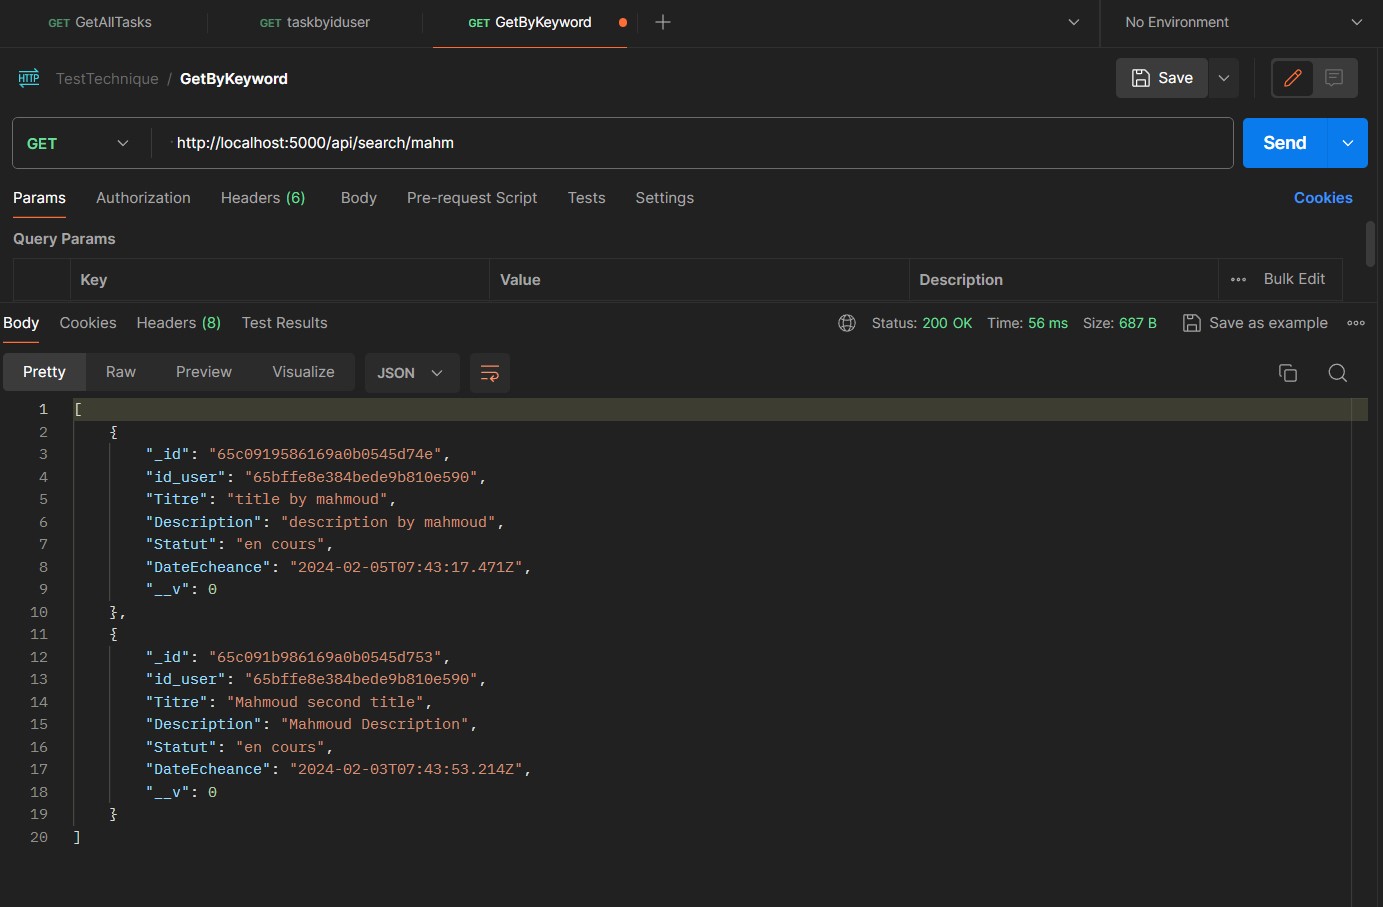 GET GetAllTasks GET taskbyiduser GET GetByKeyword No Environment
HTTP TestTechnique / GetByKeyword Save
GET http://localhost:5000/api/search/mahm Send
Params Authorization Headers (6) Body Pre-request Script Tests Settings Cookies
Query Params
Key Value Description Bulk Edit
Body Cookies Headers (8) Test Results Status: 200 OK Time: 56 ms Size: 687 B Save as example
Pretty Raw Preview Visualize JSON
1 [
2 {
3 "_id": "65c0919586169a0b0545d74e",
4 "id_user": "65bffe8e384bede9b810e590",
5 "Titre": "title by mahmoud",
6 "Description": "description by mahmoud",
7 "Statut": "en cours",
8 "DateEcheance": "2024-02-05T07:43:17.471Z",
9 "__v": 0
10 },
11 {
12 "_id": "65c091b986169a0b0545d753",
13 "id_user": "65bffe8e384bede9b810e590",
14 "Titre": "Mahmoud second title",
15 "Description": "Mahmoud Description",
16 "Statut": "en cours",
17 "DateEcheance": "2024-02-03T07:43:53.214Z",
18 "__v": 0
19 }
20 ]